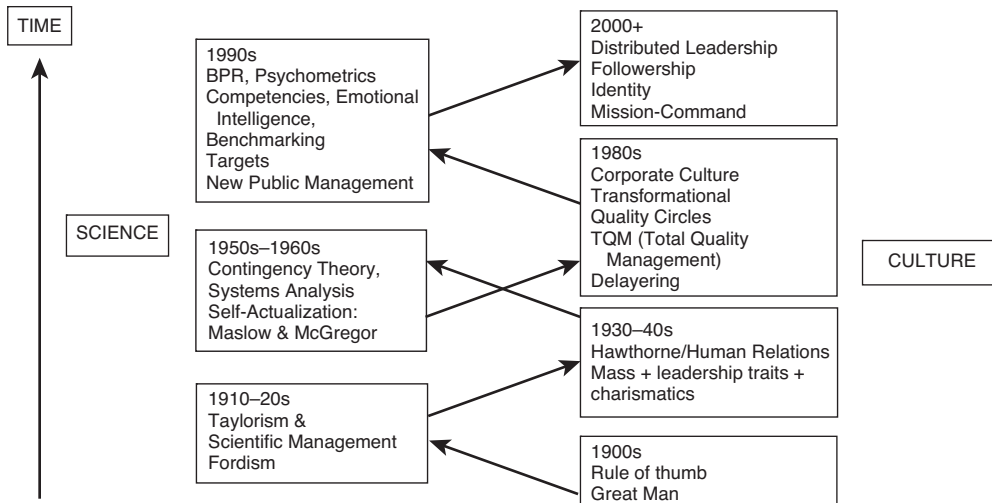 TIME
1990s
BPR, Psychometrics
Competencies, Emotional
Intelligence,
Benchmarking
Targets
New Public Management
2000+
Distributed Leadership
Followership
Identity
Mission-Command
1980s
Corporate Culture
Transformational
Quality Circles
TQM (Total Quality
Management)
Delayering
SCIENCE
1950s–1960s
Contingency Theory,
Systems Analysis
Self-Actualization:
Maslow & McGregor
CULTURE
1930–40s
Hawthorne/Human Relations
Mass + leadership traits +
charismatics
1910–20s
Taylorism &
Scientific Management
Fordism
1900s
Rule of thumb
Great Man